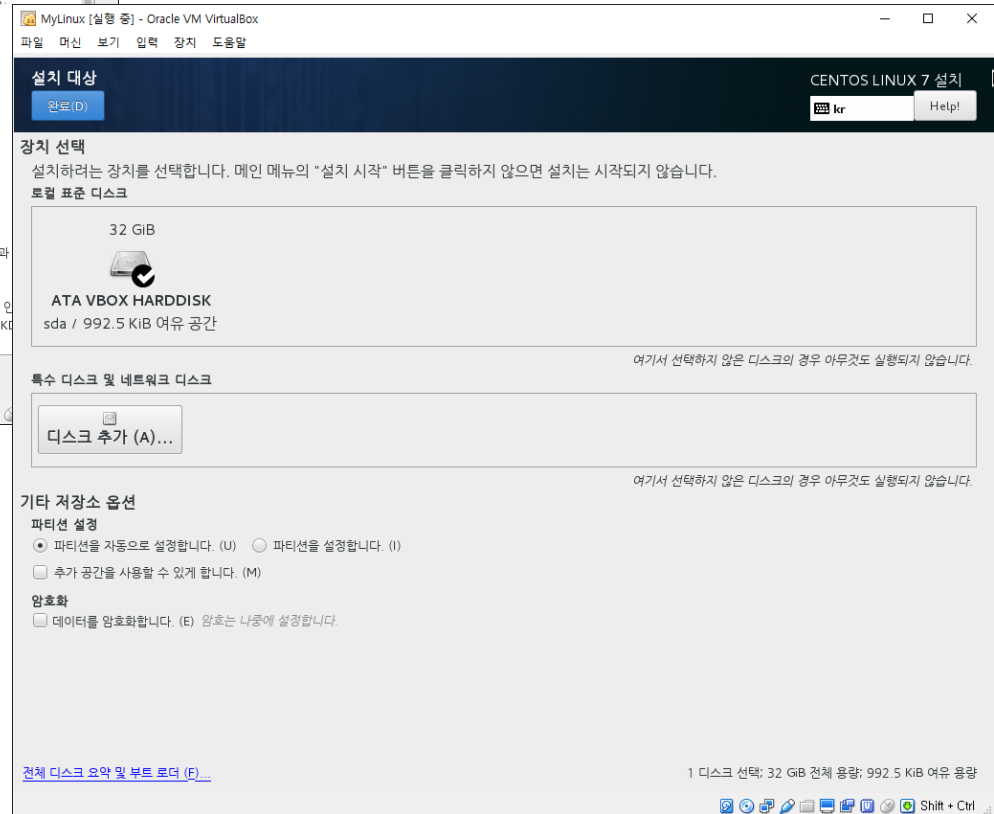 MyLinux [실행 중] - Oracle VM VirtualBox
파일 머신 보기 입력 장치 도움말
설치 대상
완료(D)
CENTOS LINUX 7 설치
kr
Help!
장치 선택
설치하려는 장치를 선택합니다. 메인 메뉴의 "설치 시작" 버튼을 클릭하지 않으면 설치는 시작되지 않습니다.
로컬 표준 디스크
32 GiB
ATA VBOX HARDDISK
sda / 992.5 KiB 여유 공간
여기서 선택하지 않은 디스크의 경우 아무것도 실행되지 않습니다.
특수 디스크 및 네트워크 디스크
디스크 추가 (A)...
여기서 선택하지 않은 디스크의 경우 아무것도 실행되지 않습니다.
기타 저장소 옵션
파티션 설정
파티션을 자동으로 설정합니다. (U) 파티션을 설정합니다. (I)
추가 공간을 사용할 수 있게 합니다. (M)
암호화
데이터를 암호화합니다. (E) 암호는 나중에 설정합니다.
전체 디스크 요약 및 부트 로더 (F)...
1 디스크 선택; 32 GiB 전체 용량; 992.5 KiB 여유 용량
Shift + Ctrl
과